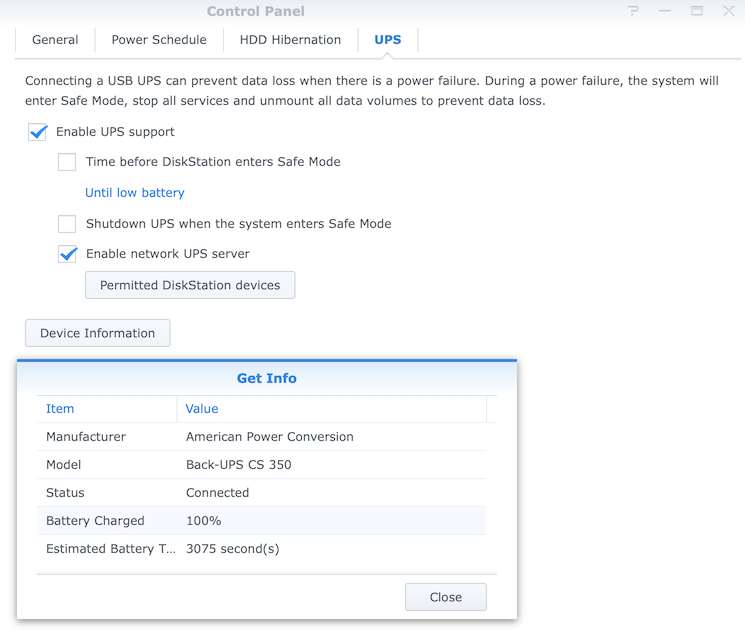 Control Panel
General
Power Schedule
HDD Hibernation
UPS
Connecting a USB UPS can prevent data loss when there is a power failure. During a power failure, the system will
enter Safe Mode, stop all services and unmount all data volumes to prevent data loss.
Enable UPS support
Time before DiskStation enters Safe Mode
Until low battery
Shutdown UPS when the system enters Safe Mode
Enable network UPS server
Permitted DiskStation devices
Device Information
Get Info
Item Value
Manufacturer American Power Conversion
Model Back-UPS CS 350
Status Connected
Battery Charged 100%
Estimated Battery T... 3075 second(s)
Close